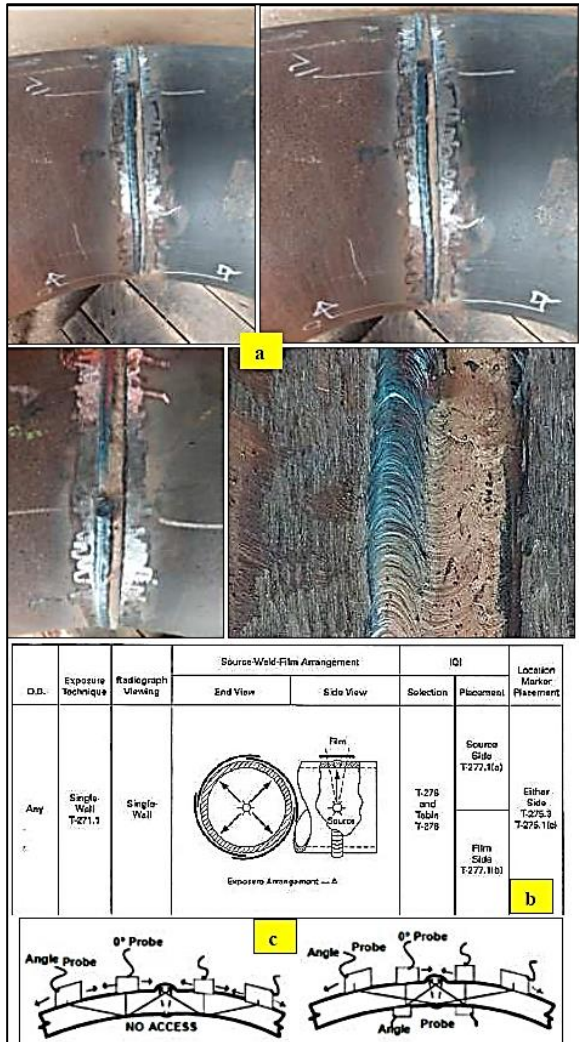 a
Source-Weld-Film Arrangement
IQI
O.D.
Exposure Technique
Radiograph Viewing
End View
Side View
Selection
Placement
Location Marker Placement
Any
Single-Wall T-271.1
Single-Wall
Film
Source
Exposure Arrangement — A
T-276 and Table T-276
Source Side T-277.1(a)
Film Side T-277.1(b)
Either Side T-275.3 T-275.1(c)
b
c
Angle Probe
0° Probe
NO ACCESS
Angle Probe
0° Probe
Angle Probe